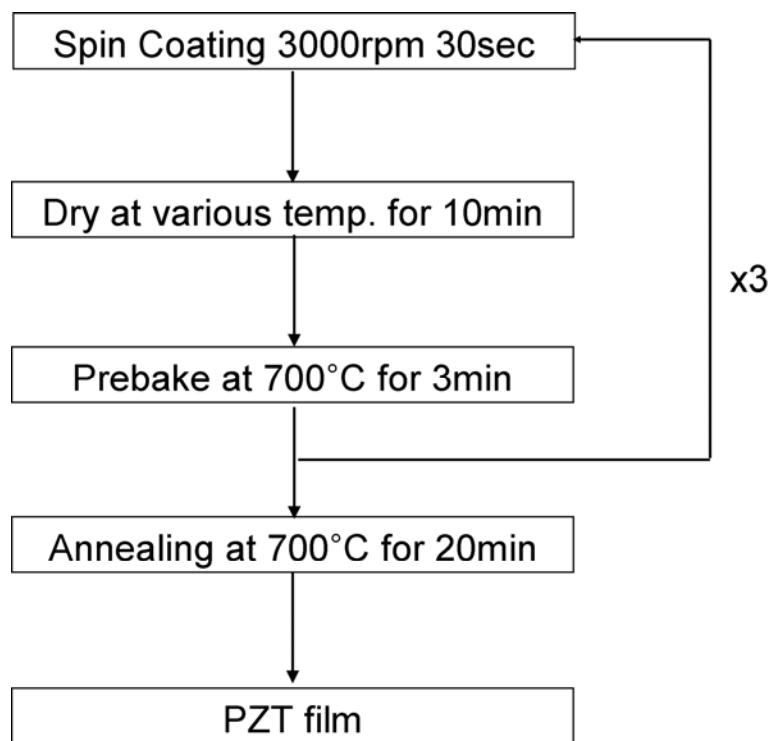 Spin Coating 3000rpm 30sec
Dry at various temp. for 10min
x3
Prebake at 700°C for 3min
Annealing at 700°C for 20min
PZT film